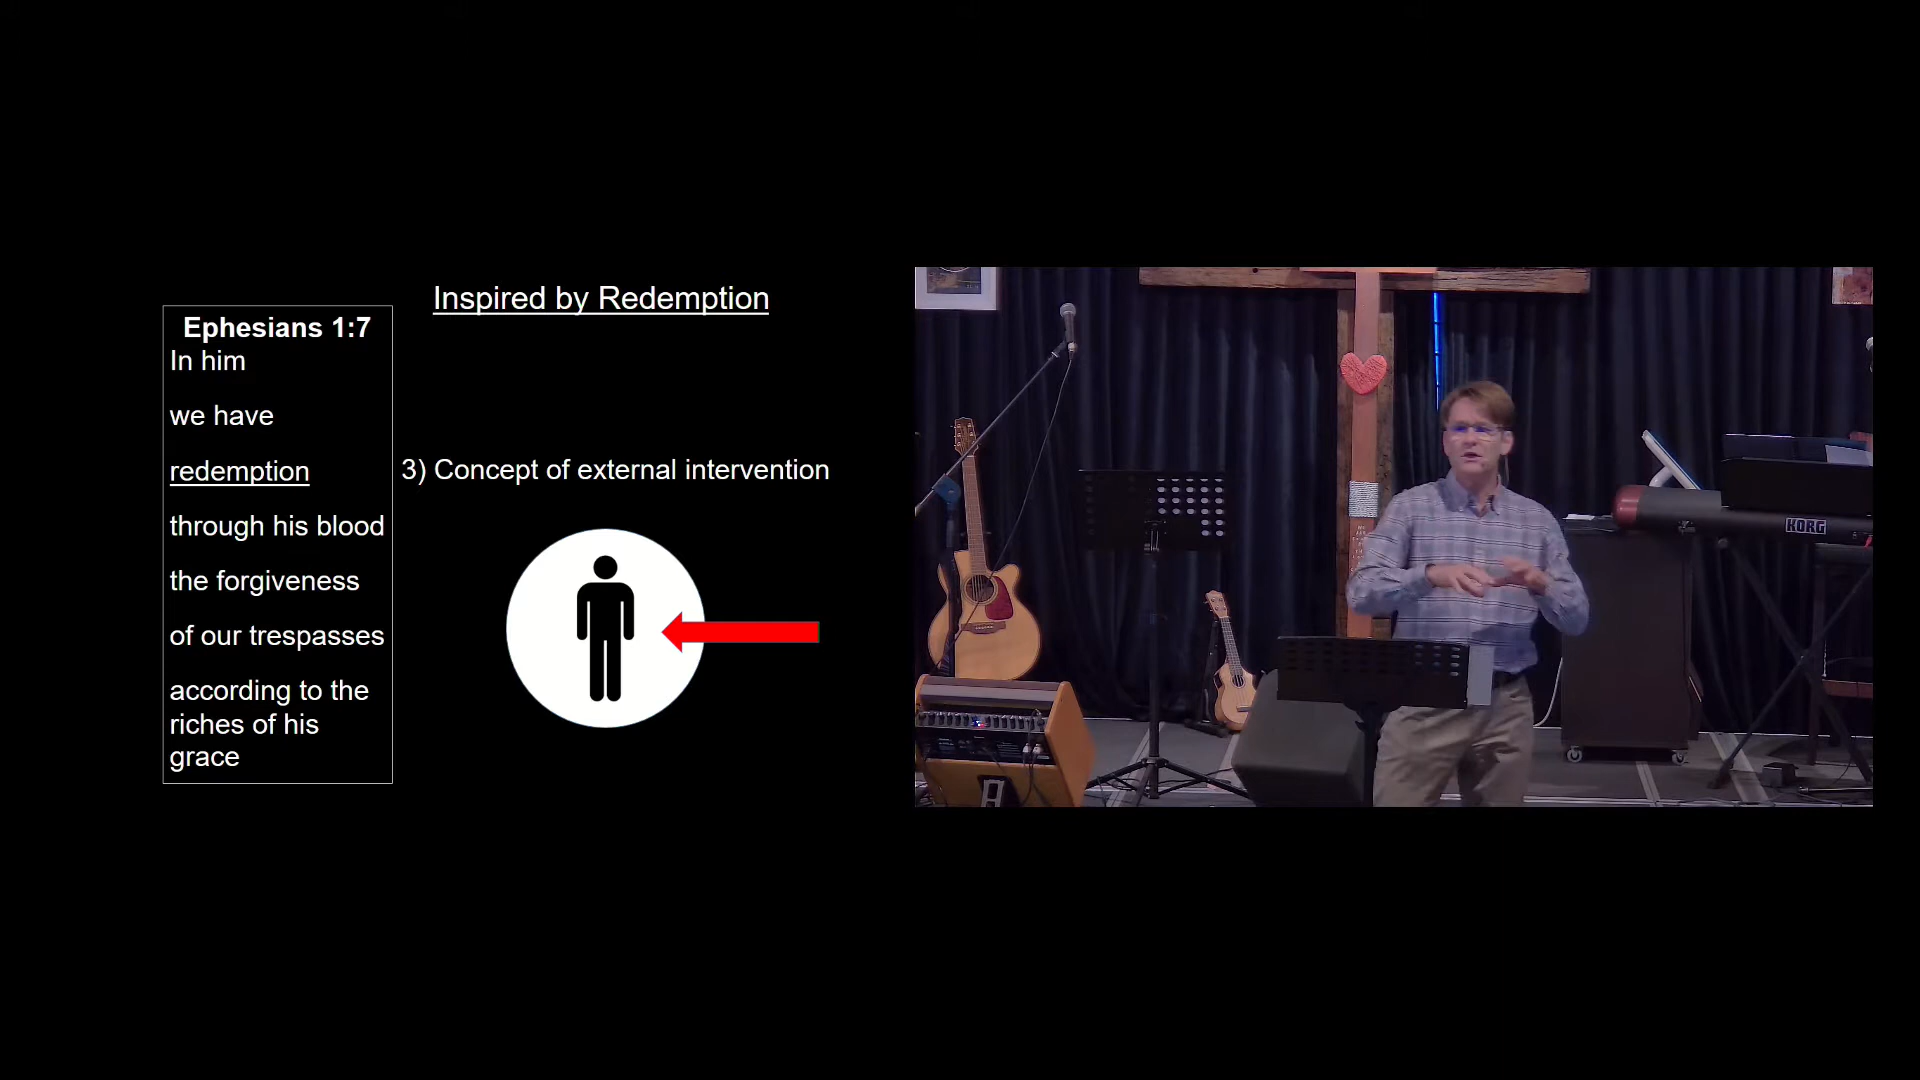 Inspired by Redemption
Ephesians 1:7
In him
we have
redemption
through his blood
the forgiveness
of our trespasses
according to the
riches of his
grace
3) Concept of external intervention
KORG